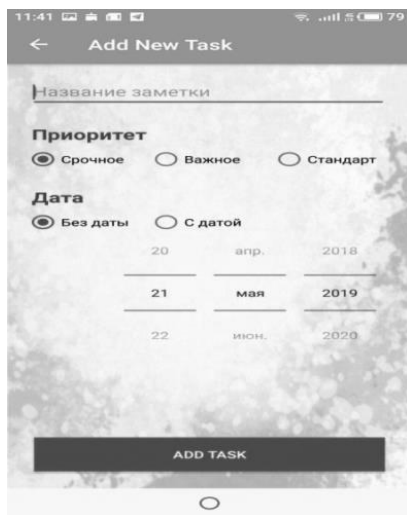 11:41 79
Add New Task
Название заметки
Приоритет
Срочное Важное Стандарт
Дата
Без даты С датой
20 апр. 2018
21 мая 2019
22 июн. 2020
ADD TASK